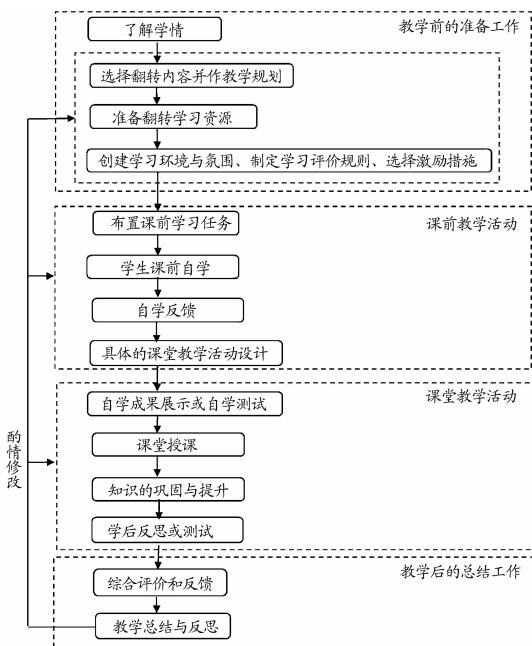 教学前的准备工作
了解学情
选择翻转内容并作教学规划
准备翻转学习资源
创建学习环境与氛围、制定学习评价规则、选择激励措施
课前教学活动
布置课前学习任务
学生课前自学
自学反馈
具体的课堂教学活动设计
课堂教学活动
自学成果展示或自学测试
课堂授课
知识的巩固与提升
学后反思或测试
教学后的总结工作
综合评价和反馈
教学总结与反思
酌情修改